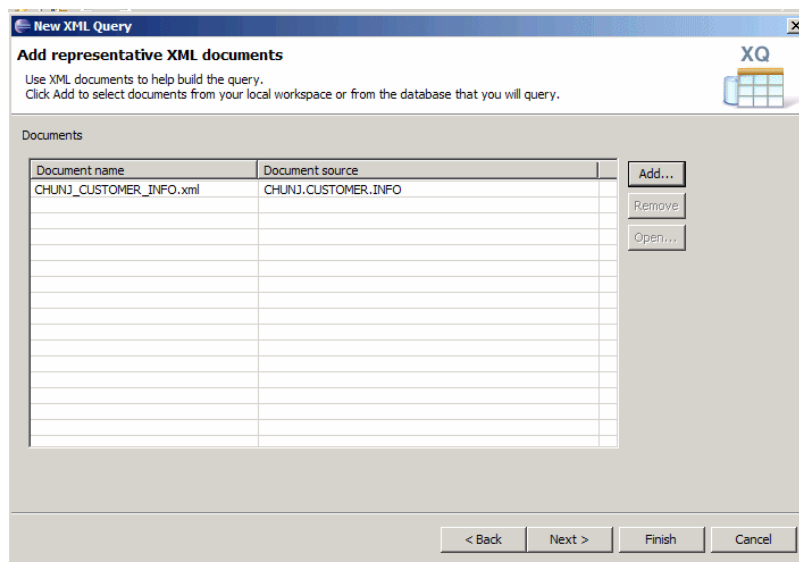 New XML Query
Add representative XML documents
XQ
Use XML documents to help build the query.
Click Add to select documents from your local workspace or from the database that you will query.
Documents
Document name Document source
Add...
CHUNJ_CUSTOMER_INFO.xml CHUNJ.CUSTOMER.INFO
Remove
Open...
< Back Next > Finish Cancel